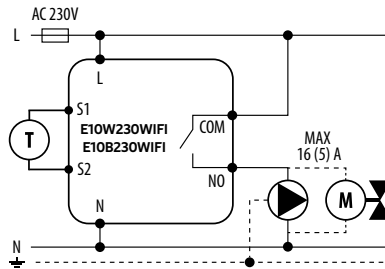 AC 230V
L
L
S1
E10W230WIFI
E10B230WIFI
COM
T
S2
MAX
16 (5) A
NO
M
N
N